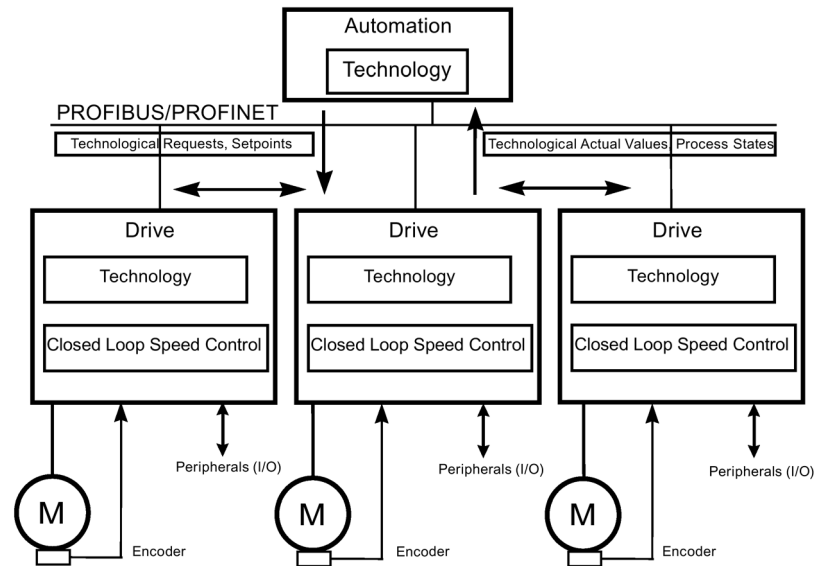 Automation
Technology
PROFIBUS/PROFINET
Technological Requests, Setpoints
Technological Actual Values, Process States
Drive
Drive
Drive
Technology
Technology
Technology
Closed Loop Speed Control
Closed Loop Speed Control
Closed Loop Speed Control
Peripherals (I/O)
Peripherals (I/O)
Peripherals (I/O)
M
M
M
Encoder
Encoder
Encoder